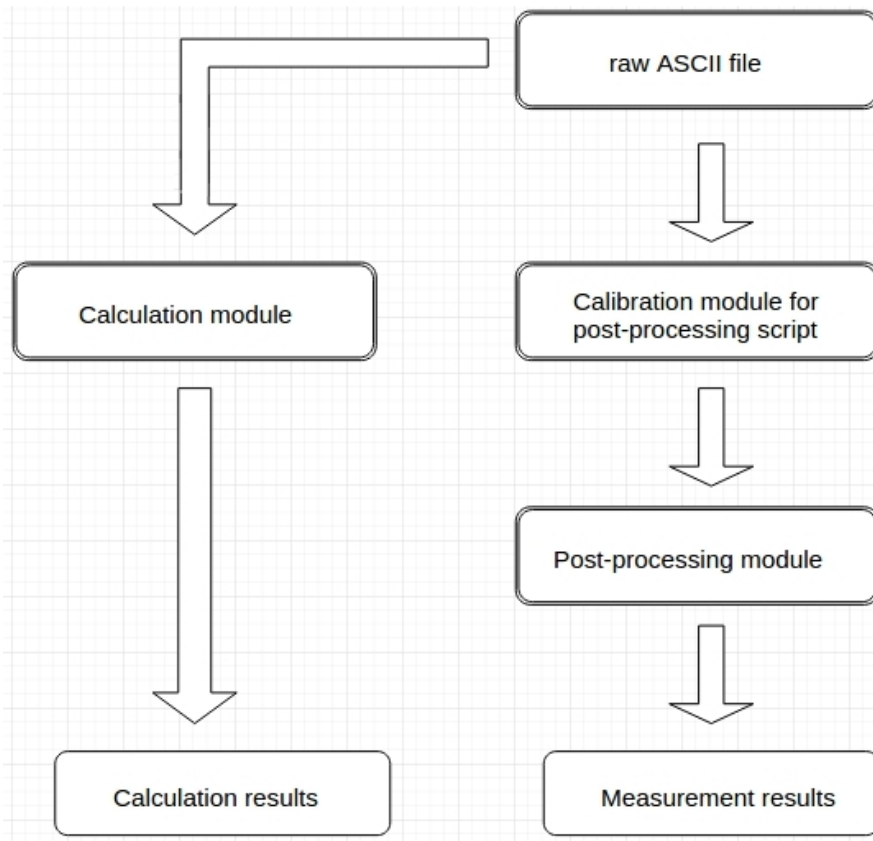 raw ASCII file
Calculation module
Calibration module for
post-processing script
Post-processing module
Calculation results
Measurement results